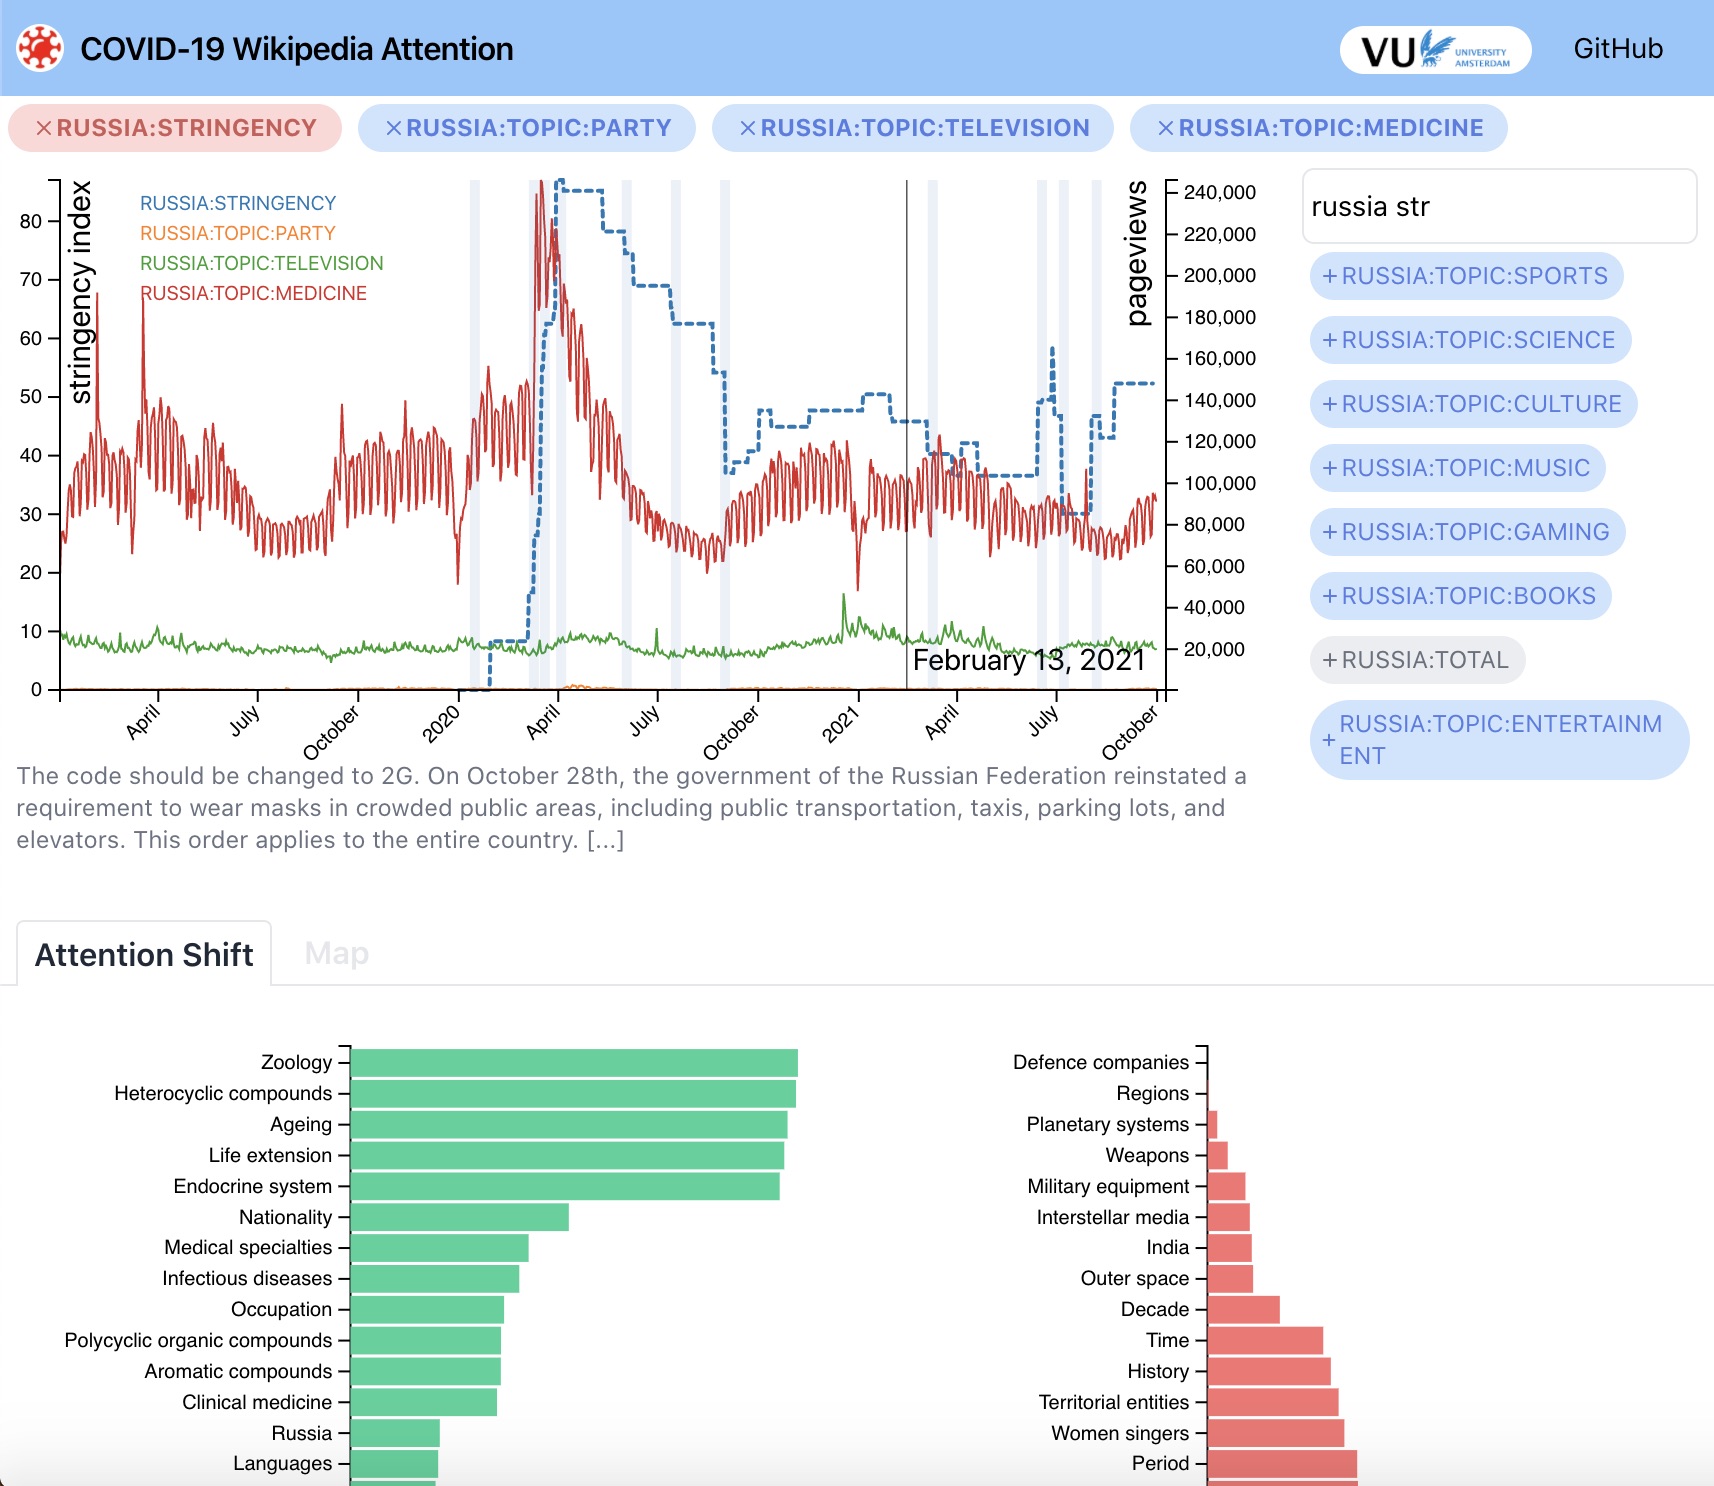 COVID-19 Wikipedia Attention
VU UNIVERSITY AMSTERDAM
GitHub
×RUSSIA:STRINGENCY
×RUSSIA:TOPIC:PARTY
×RUSSIA:TOPIC:TELEVISION
×RUSSIA:TOPIC:MEDICINE
stringency index
80
70
60
50
40
30
20
10
0
RUSSIA:STRINGENCY
RUSSIA:TOPIC:PARTY
RUSSIA:TOPIC:TELEVISION
RUSSIA:TOPIC:MEDICINE
pageviews
240,000
220,000
200,000
180,000
160,000
140,000
120,000
100,000
80,000
60,000
40,000
20,000
February 13, 2021
April
July
October
2020
April
July
October
2021
April
July
October
russia str
+RUSSIA:TOPIC:SPORTS
+RUSSIA:TOPIC:SCIENCE
+RUSSIA:TOPIC:CULTURE
+RUSSIA:TOPIC:MUSIC
+RUSSIA:TOPIC:GAMING
+RUSSIA:TOPIC:BOOKS
+RUSSIA:TOTAL
+RUSSIA:TOPIC:ENTERTAINM
ENT
The code should be changed to 2G. On October 28th, the government of the Russian Federation reinstated a
requirement to wear masks in crowded public areas, including public transportation, taxis, parking lots, and
elevators. This order applies to the entire country. [...]
Attention Shift
Map
Zoology
Heterocyclic compounds
Ageing
Life extension
Endocrine system
Nationality
Medical specialties
Infectious diseases
Occupation
Polycyclic organic compounds
Aromatic compounds
Clinical medicine
Russia
Languages
Defence companies
Regions
Planetary systems
Weapons
Military equipment
Interstellar media
India
Outer space
Decade
Time
History
Territorial entities
Women singers
Period